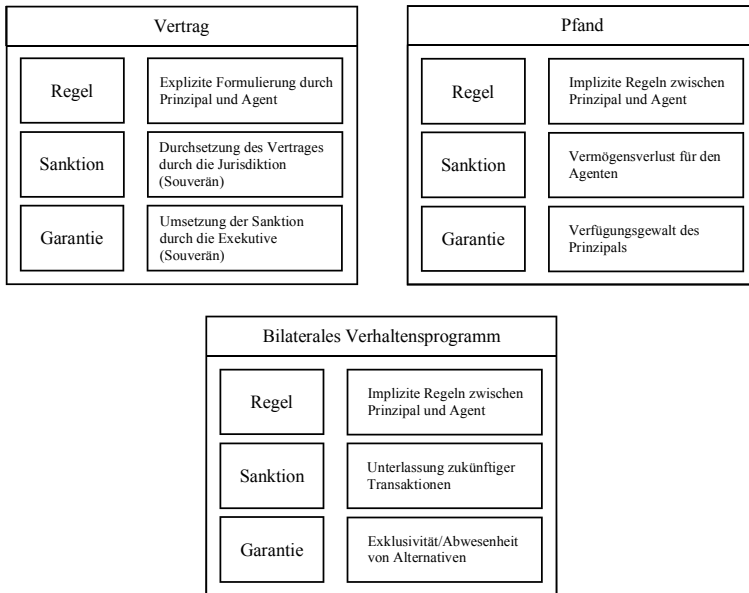 Vertrag
Regel
Explizite Formulierung durch
Prinzipal und Agent
Sanktion
Durchsetzung des Vertrages
durch die Jurisdiktion
(Souverän)
Garantie
Umsetzung der Sanktion
durch die Exekutive
(Souverän)
Pfand
Regel
Implizite Regeln zwischen
Prinzipal und Agent
Sanktion
Vermögensverlust für den
Agenten
Garantie
Verfügungsgewalt des
Prinzipals
Bilaterales Verhaltensprogramm
Regel
Implizite Regeln zwischen
Prinzipal und Agent
Sanktion
Unterlassung zukünftiger
Transaktionen
Garantie
Exklusivität/Abwesenheit
von Alternativen